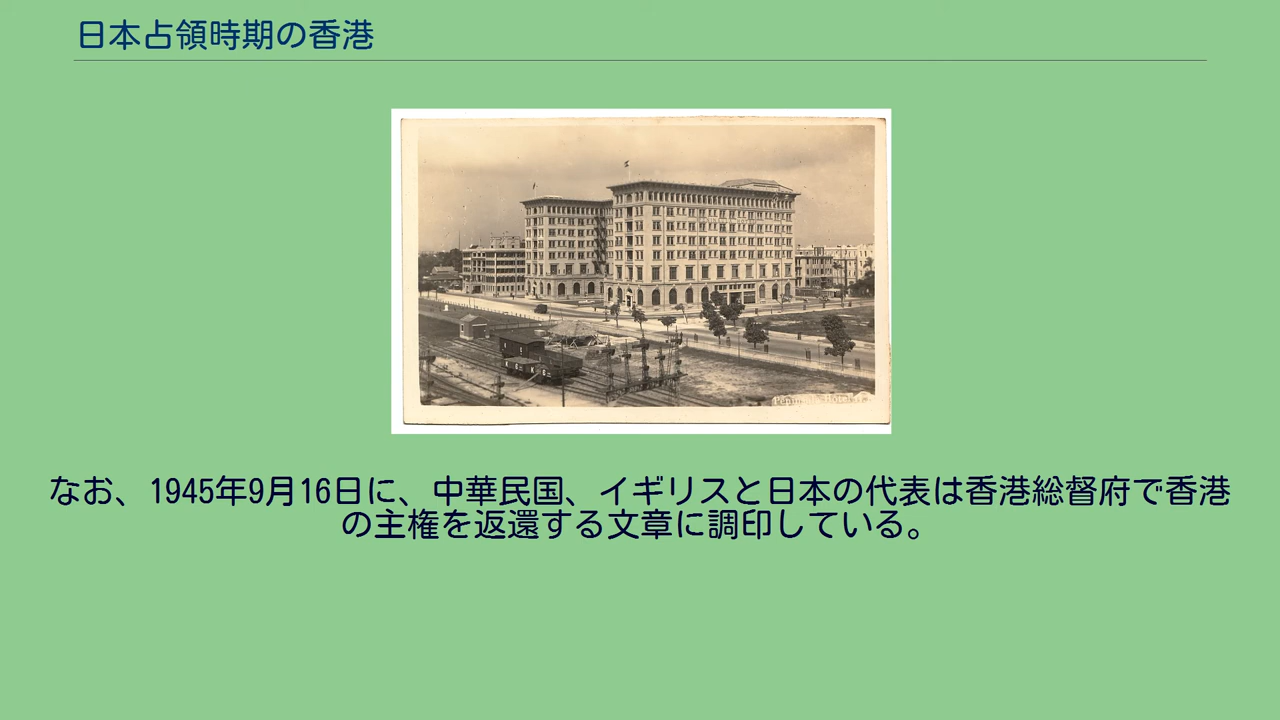 日本占領時期の香港
Peninsula Hotel
なお、1945年9月16日に、中華民国、イギリスと日本の代表は香港総督府で香港
の主権を返還する文章に調印している。